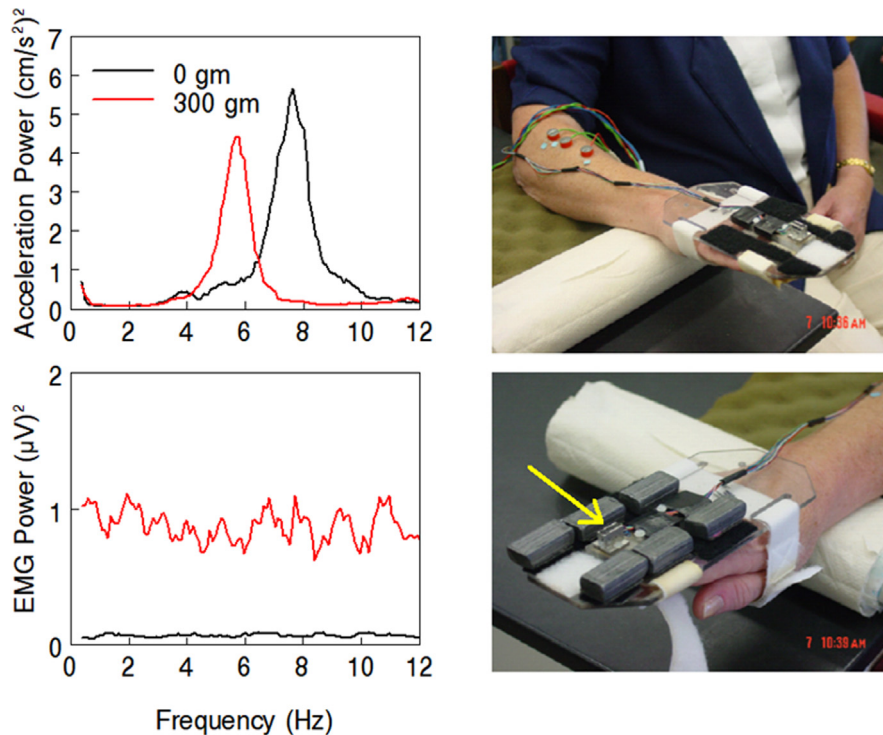 Acceleration Power (cm/s²)²
7
6
5
4
3
2
1
0
0 gm
300 gm
0 2 4 6 8 10 12
EMG Power (µV)²
2
1
0
0 2 4 6 8 10 12
Frequency (Hz)
7 10:36 AM
7 10:39 AM